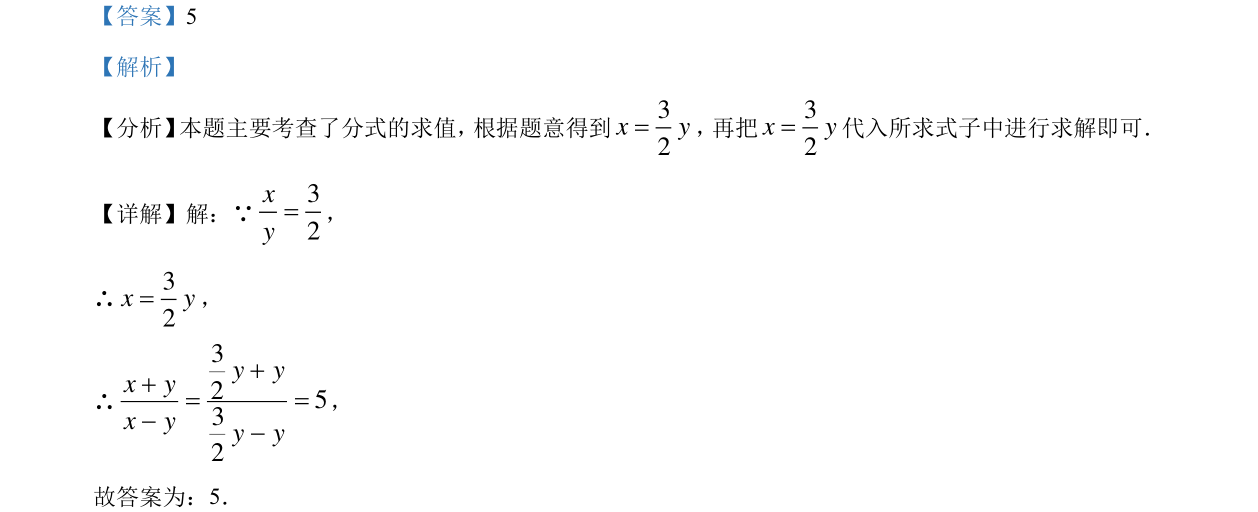 【答案】5
【解析】
【分析】本题主要考查了分式的求值，根据题意得到 x = 3/2 y，再把 x = 3/2 y 代入所求式子中进行求解即可．
【详解】解：∵ x/y = 3/2，
∴ x = 3/2 y，
∴ (x + y)/(x − y) = (3/2 y + y)/(3/2 y − y) = 5，
故答案为：5．